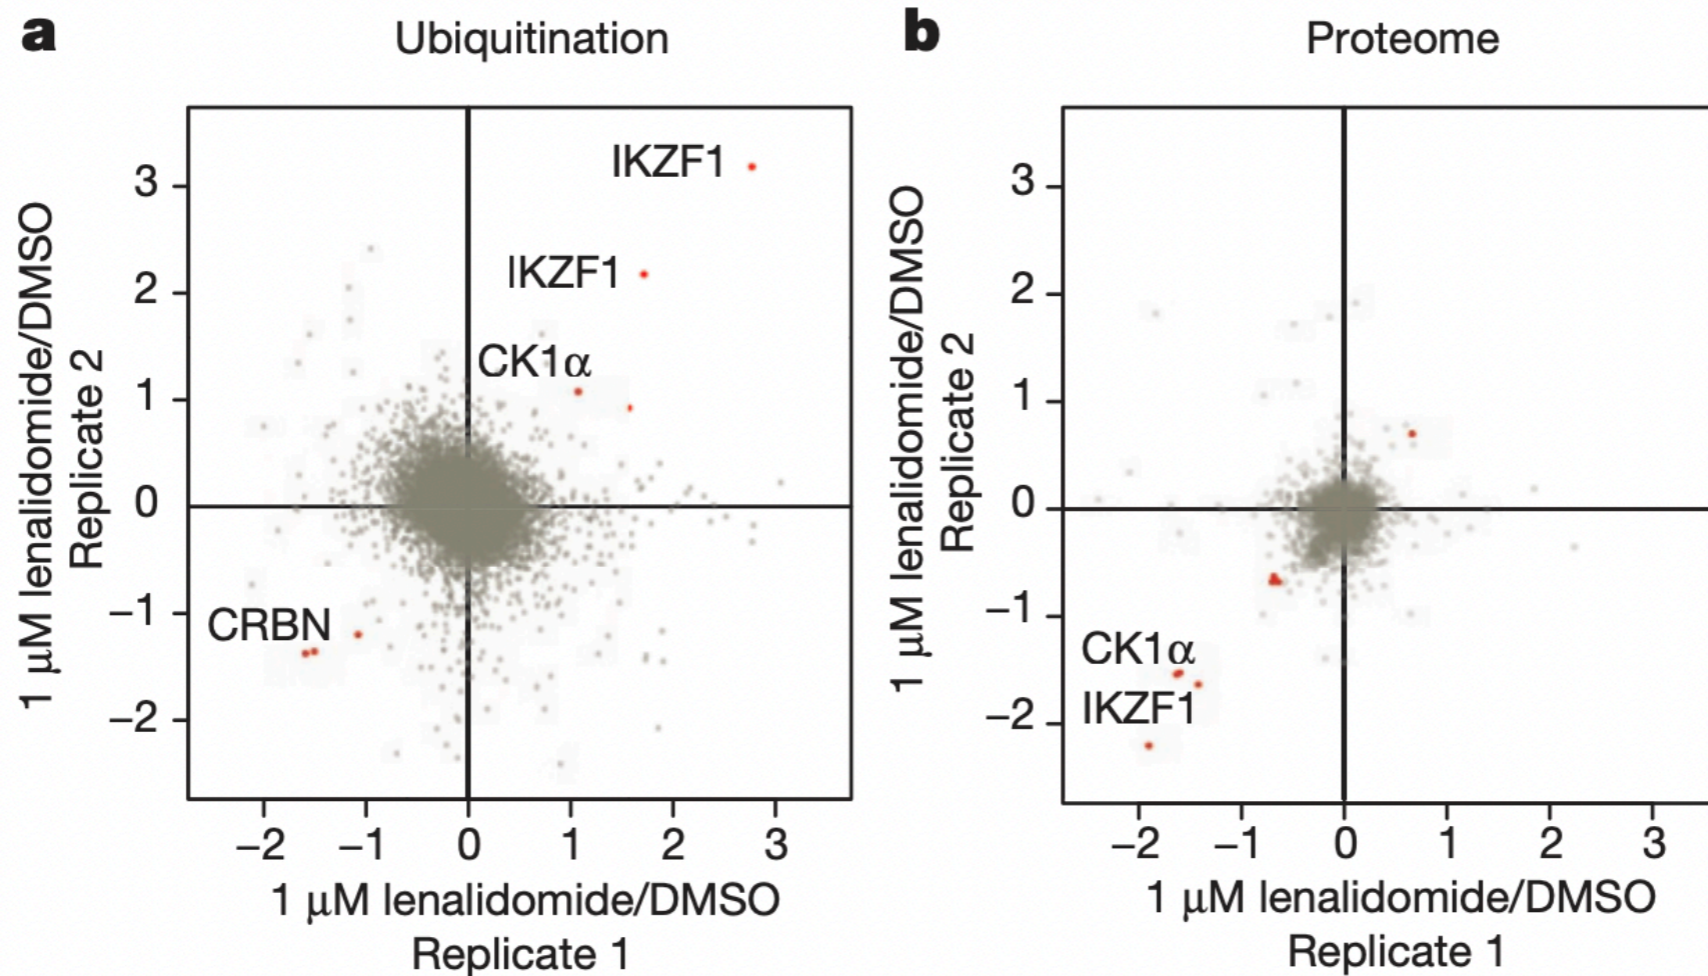 a
Ubiquitination
1 µM lenalidomide/DMSO
Replicate 2
3
2
1
0
−1
−2
IKZF1
IKZF1
CK1α
CRBN
−2 −1 0 1 2 3
1 µM lenalidomide/DMSO
Replicate 1
b
Proteome
1 µM lenalidomide/DMSO
Replicate 2
3
2
1
0
−1
−2
CK1α
IKZF1
−2 −1 0 1 2 3
1 µM lenalidomide/DMSO
Replicate 1